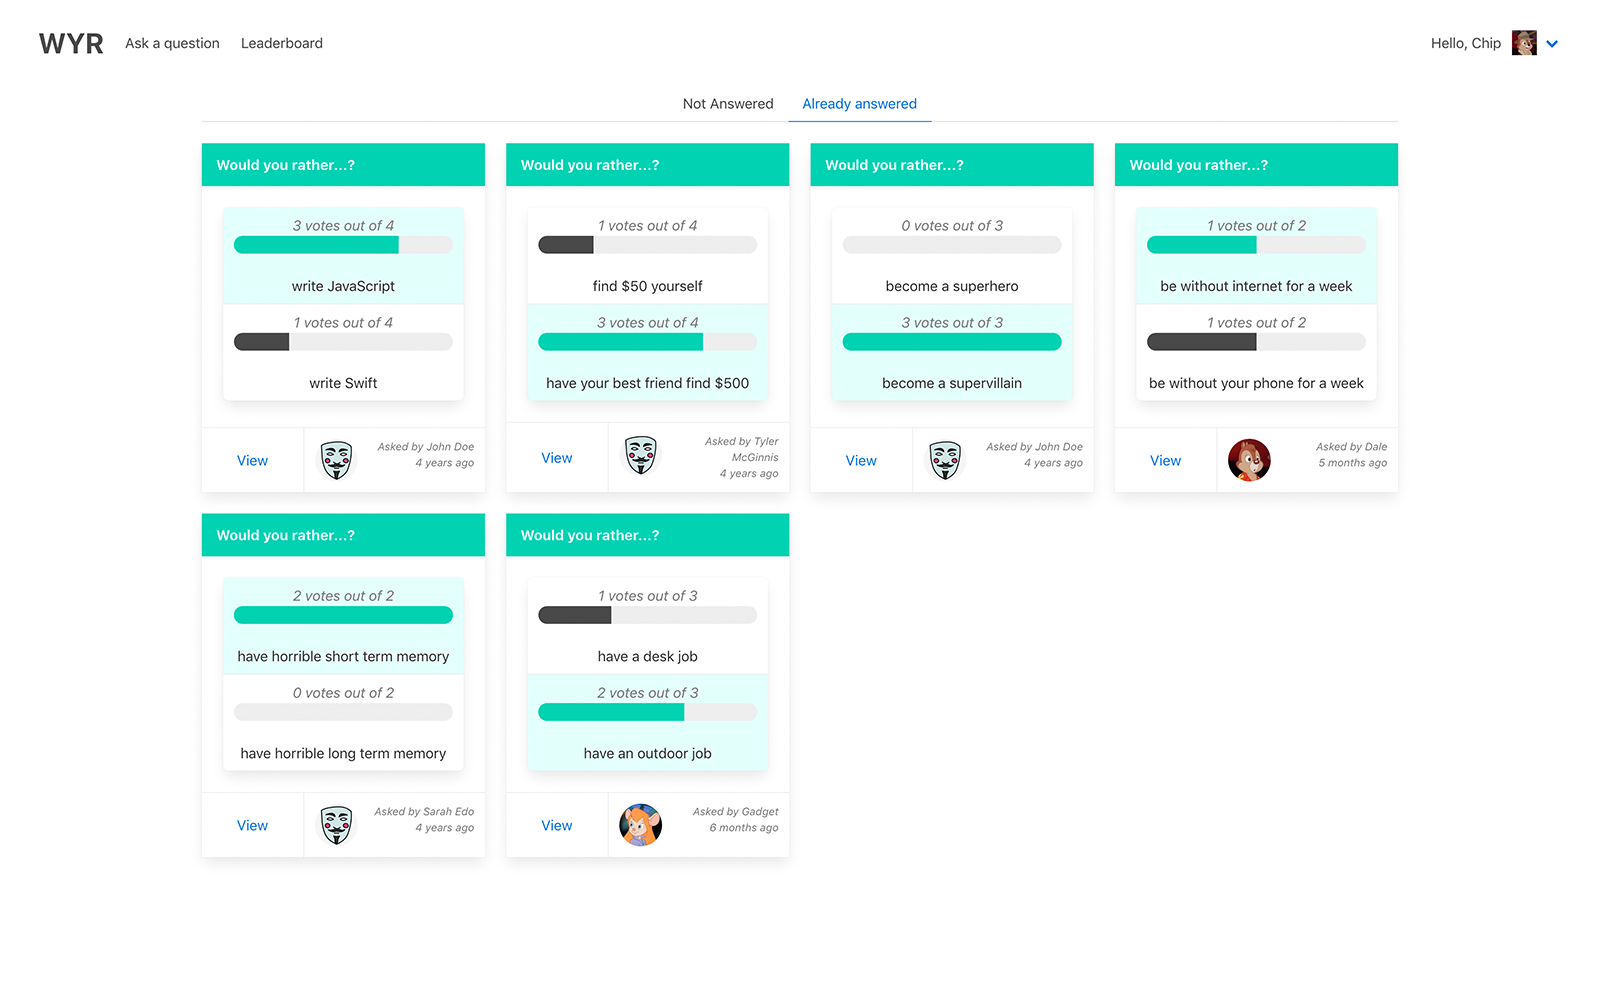 WYR
Ask a question
Leaderboard
Hello, Chip
Not Answered
Already answered
Would you rather...?
3 votes out of 4
write JavaScript
1 votes out of 4
write Swift
View
Asked by John Doe
4 years ago
Would you rather...?
1 votes out of 4
find $50 yourself
3 votes out of 4
have your best friend find $500
View
Asked by Tyler
McGinnis
4 years ago
Would you rather...?
0 votes out of 3
become a superhero
3 votes out of 3
become a supervillain
View
Asked by John Doe
4 years ago
Would you rather...?
1 votes out of 2
be without internet for a week
1 votes out of 2
be without your phone for a week
View
Asked by Dale
5 months ago
Would you rather...?
2 votes out of 2
have horrible short term memory
0 votes out of 2
have horrible long term memory
View
Asked by Sarah Edo
4 years ago
Would you rather...?
1 votes out of 3
have a desk job
2 votes out of 3
have an outdoor job
View
Asked by Gadget
6 months ago